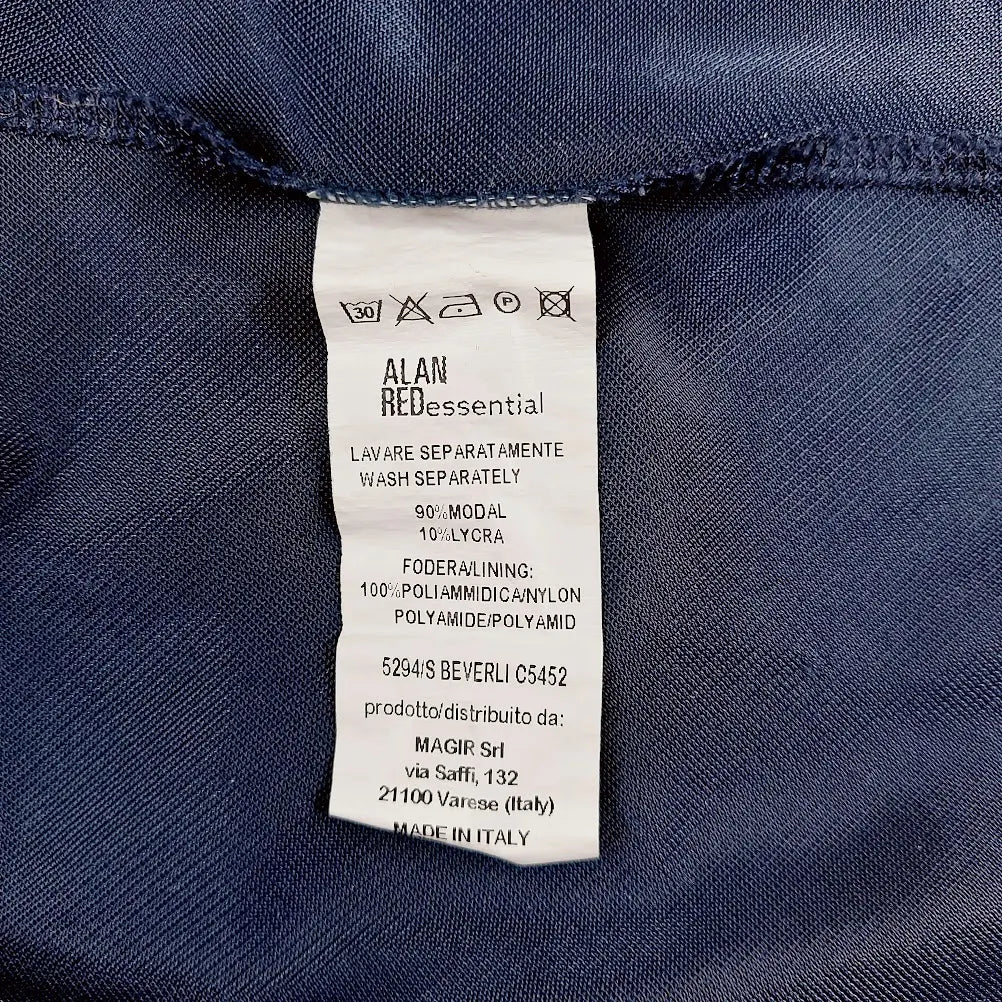 30 P
ALAN
REDessential
LAVARE SEPARATAMENTE
WASH SEPARATELY
90%MODAL
10%LYCRA
FODERA/LINING:
100%POLIAMMIDICA/NYLON
POLYAMIDE/POLYAMID
5294/S BEVERLI C5452
prodotto/distribuito da:
MAGIR Srl
via Saffi, 132
21100 Varese (Italy)
MADE IN ITALY